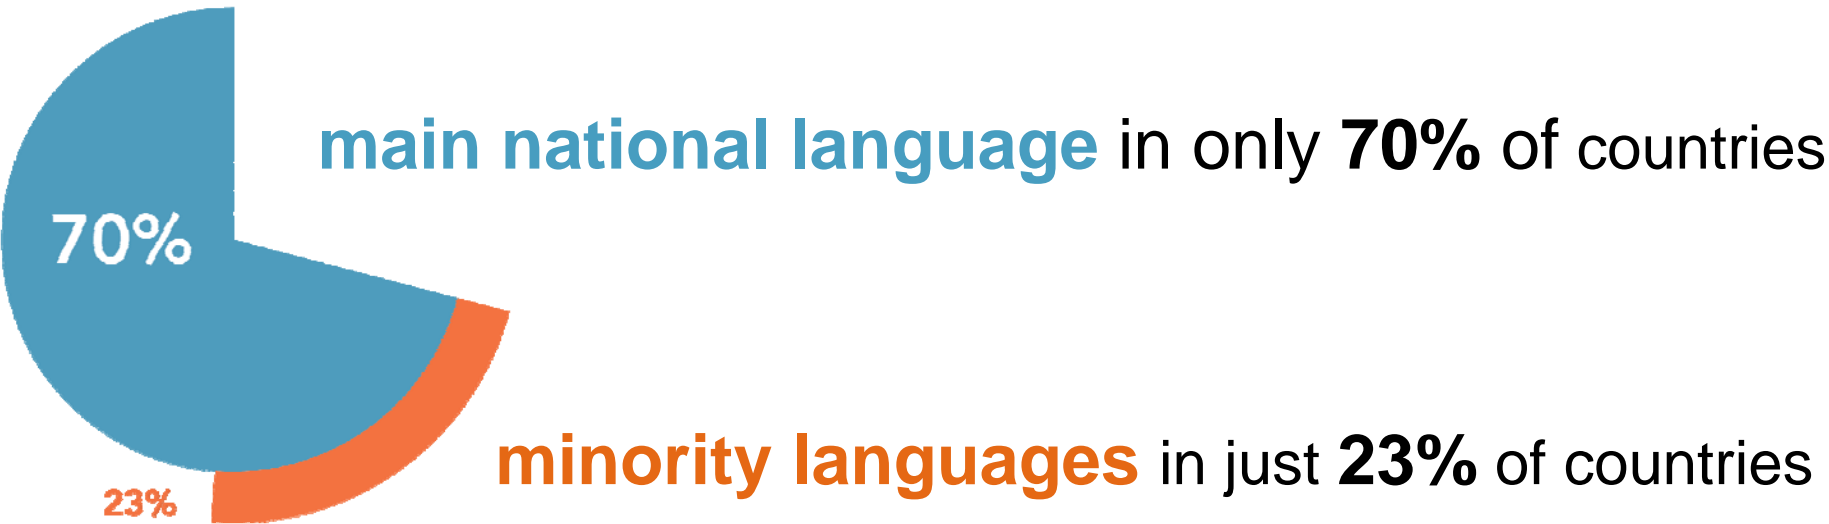 main national language in only 70% of countries
70%
minority languages in just 23% of countries
23%